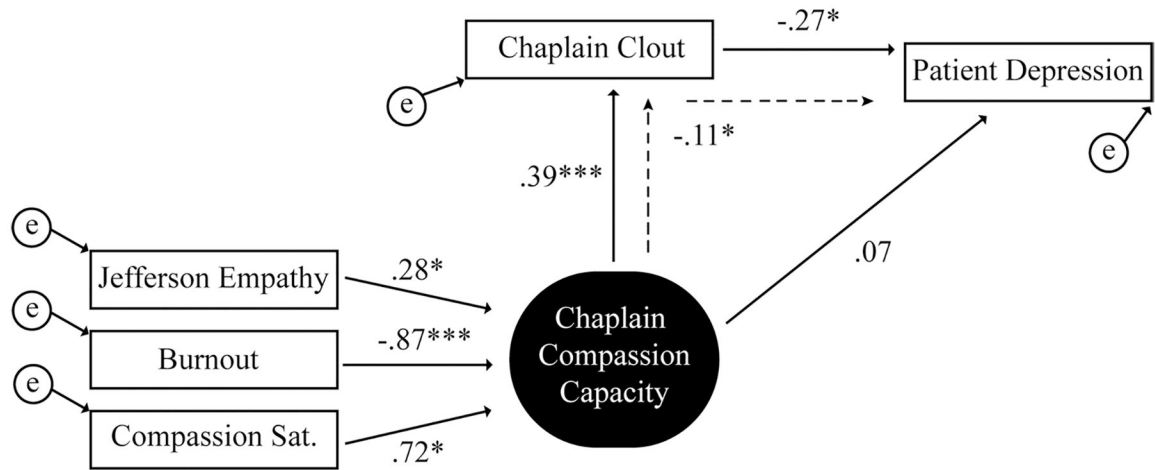 -.27*
Chaplain Clout
Patient Depression
e
-.11*
e
.39***
e
Jefferson Empathy
.28*
.07
e
Burnout
-.87***
Chaplain
Compassion
Capacity
e
Compassion Sat.
.72*